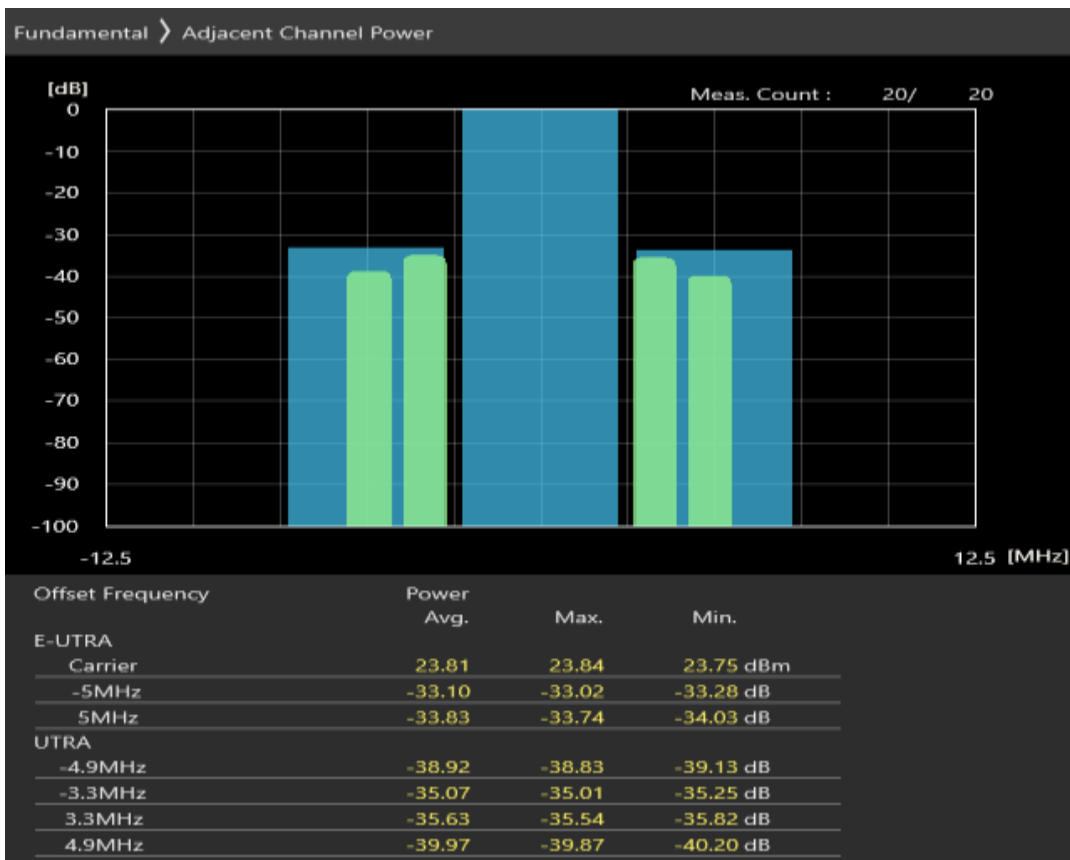 Fundamental 〉 Adjacent Channel Power
[dB]
Meas. Count : 20/ 20
0
-10
-20
-30
-40
-50
-60
-70
-80
-90
-100
-12.5 12.5 [MHz]
Offset Frequency Power
Avg. Max. Min.
E-UTRA
Carrier 23.81 23.84 23.75 dBm
-5MHz -33.10 -33.02 -33.28 dB
5MHz -33.83 -33.74 -34.03 dB
UTRA
-4.9MHz -38.92 -38.83 -39.13 dB
-3.3MHz -35.07 -35.01 -35.25 dB
3.3MHz -35.63 -35.54 -35.82 dB
4.9MHz -39.97 -39.87 -40.20 dB